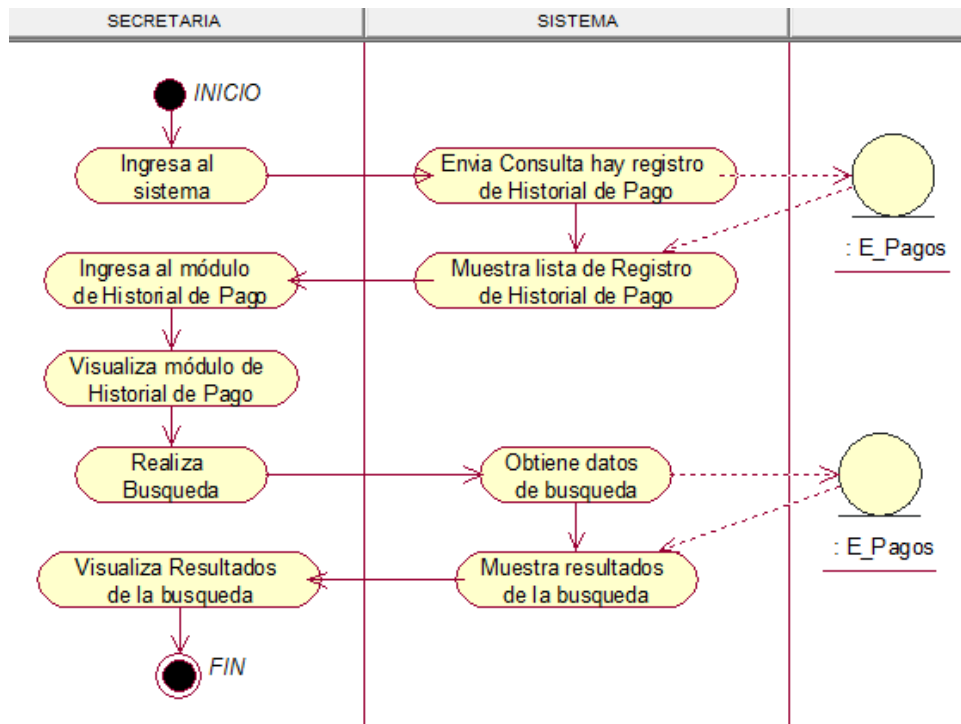 SECRETARIA
SISTEMA
INICIO
Ingresa al
sistema
Envia Consulta hay registro
de Historial de Pago
: E_Pagos
Ingresa al módulo
de Historial de Pago
Muestra lista de Registro
de Historial de Pago
Visualiza módulo de
Historial de Pago
Realiza
Busqueda
Obtiene datos
de busqueda
: E_Pagos
Visualiza Resultados
de la busqueda
Muestra resultados
de la busqueda
FIN